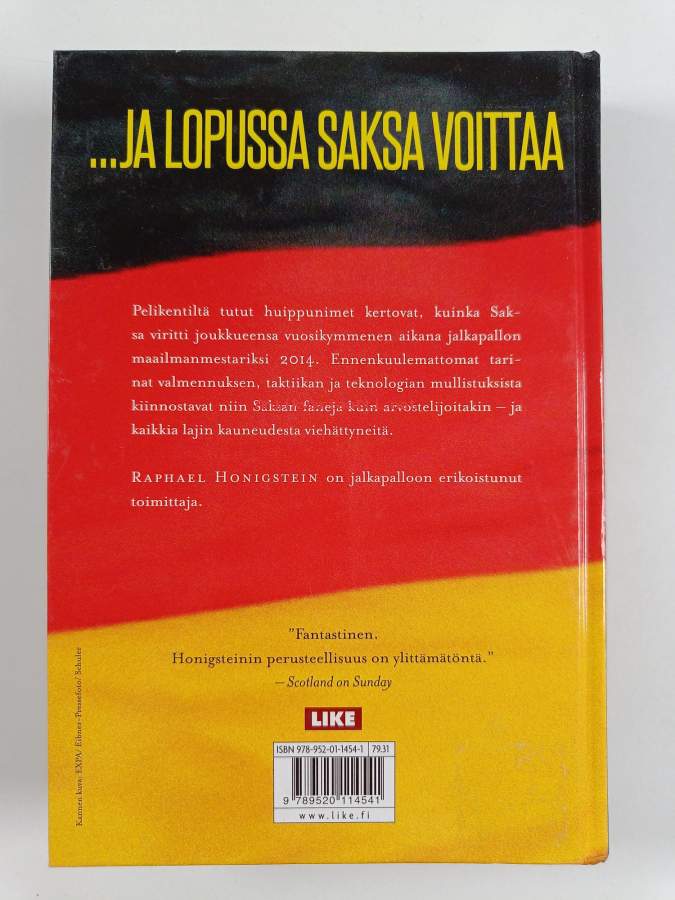 ...JA LOPUSSA SAKSA VOITTAA
Pelikentiltä tutut huippunimet kertovat, kuinka Sak-
sa viritti joukkueensa vuosikymmenen aikana jalkapallon
maailmanmestariksi 2014. Ennenkuulemattomat tari-
nat valmennuksen, taktiikan ja teknologian mullistuksista
kiinnostavat niin Saksan faneja kuin arvostelijoitakin – ja
kaikkia lajin kauneudesta viehättyneitä.
RAPHAEL HONIGSTEIN on jalkapalloon erikoistunut
toimittaja.
"Fantastinen.
Honigsteinin perusteellisuus on ylittämätöntä."
– Scotland on Sunday
LIKE
ISBN 978-952-01-1454-1 79.31
9 789520 114541
www.like.fi
Kannen kuva: EXPA/ Eibner-Pressefoto/ Schuler